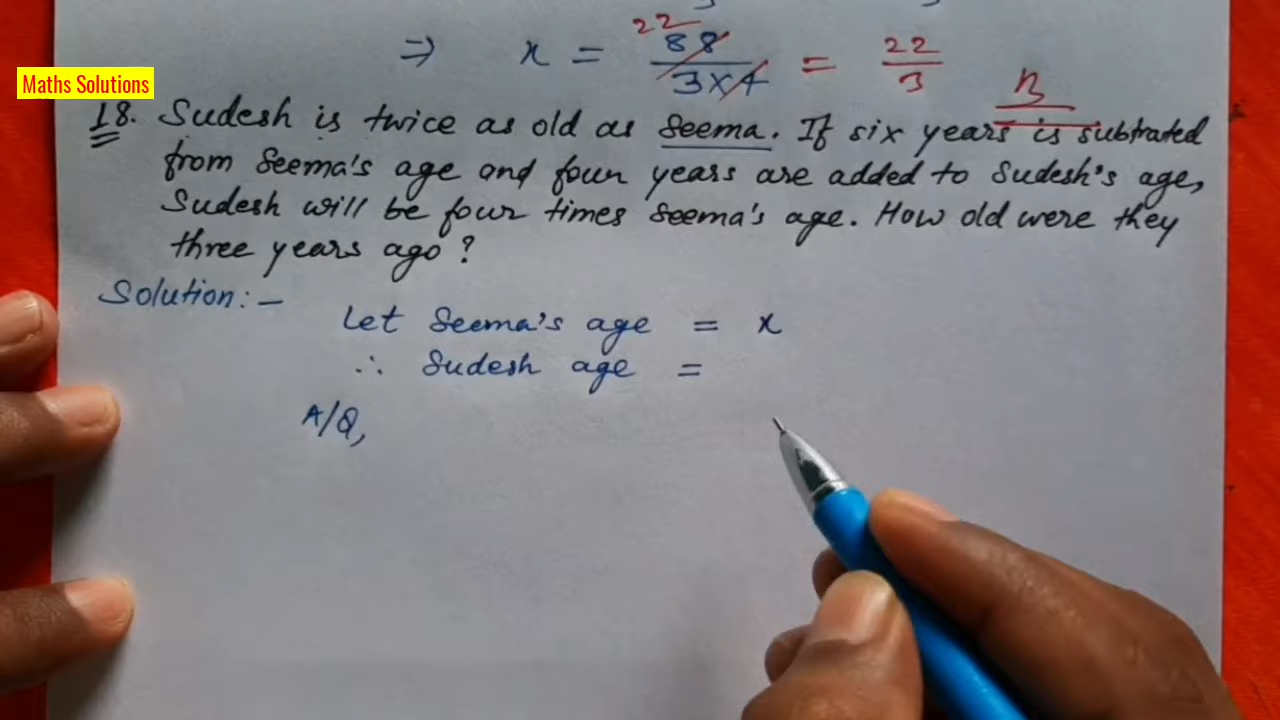 ⇒ x = 88/3×4 = 22/3
22
Maths Solutions
18. Sudesh is twice as old as Seema. If six years is subtrated
from Seema's age and four years are added to Sudesh's age,
Sudesh will be four times Seema's age. How old were they
three years ago?
Solution:-
Let Seema's age = x
∴ Sudesh age =
A/Q,